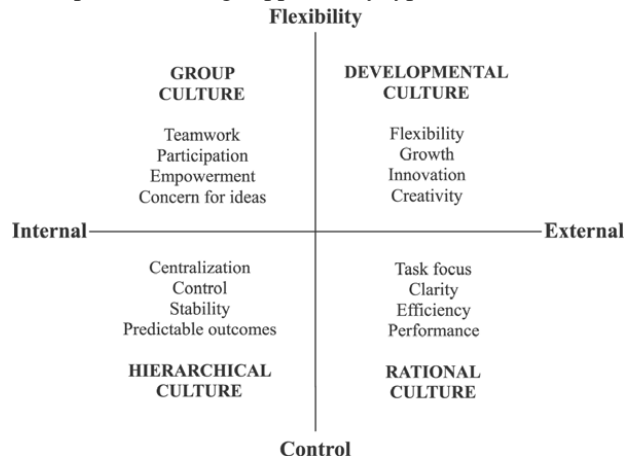 Flexibility
GROUP
CULTURE
Teamwork
Participation
Empowerment
Concern for ideas
DEVELOPMENTAL
CULTURE
Flexibility
Growth
Innovation
Creativity
Internal
External
Centralization
Control
Stability
Predictable outcomes
HIERARCHICAL
CULTURE
Task focus
Clarity
Efficiency
Performance
RATIONAL
CULTURE
Control